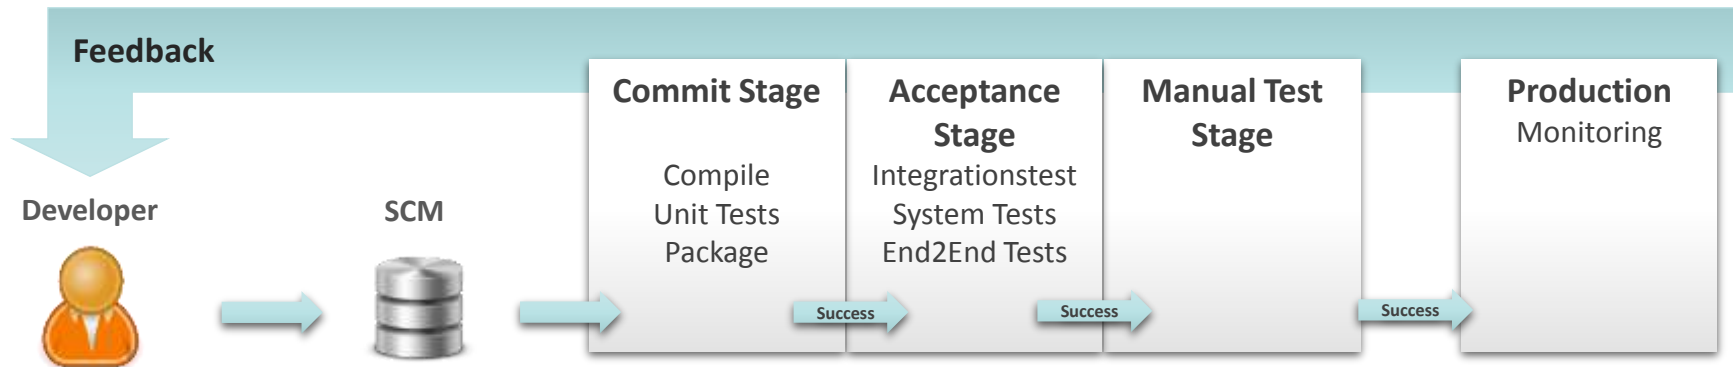 Feedback
Developer
SCM
Commit Stage
Compile
Unit Tests
Package
Success
Acceptance
Stage
Integrationstest
System Tests
End2End Tests
Success
Manual Test
Stage
Success
Production
Monitoring